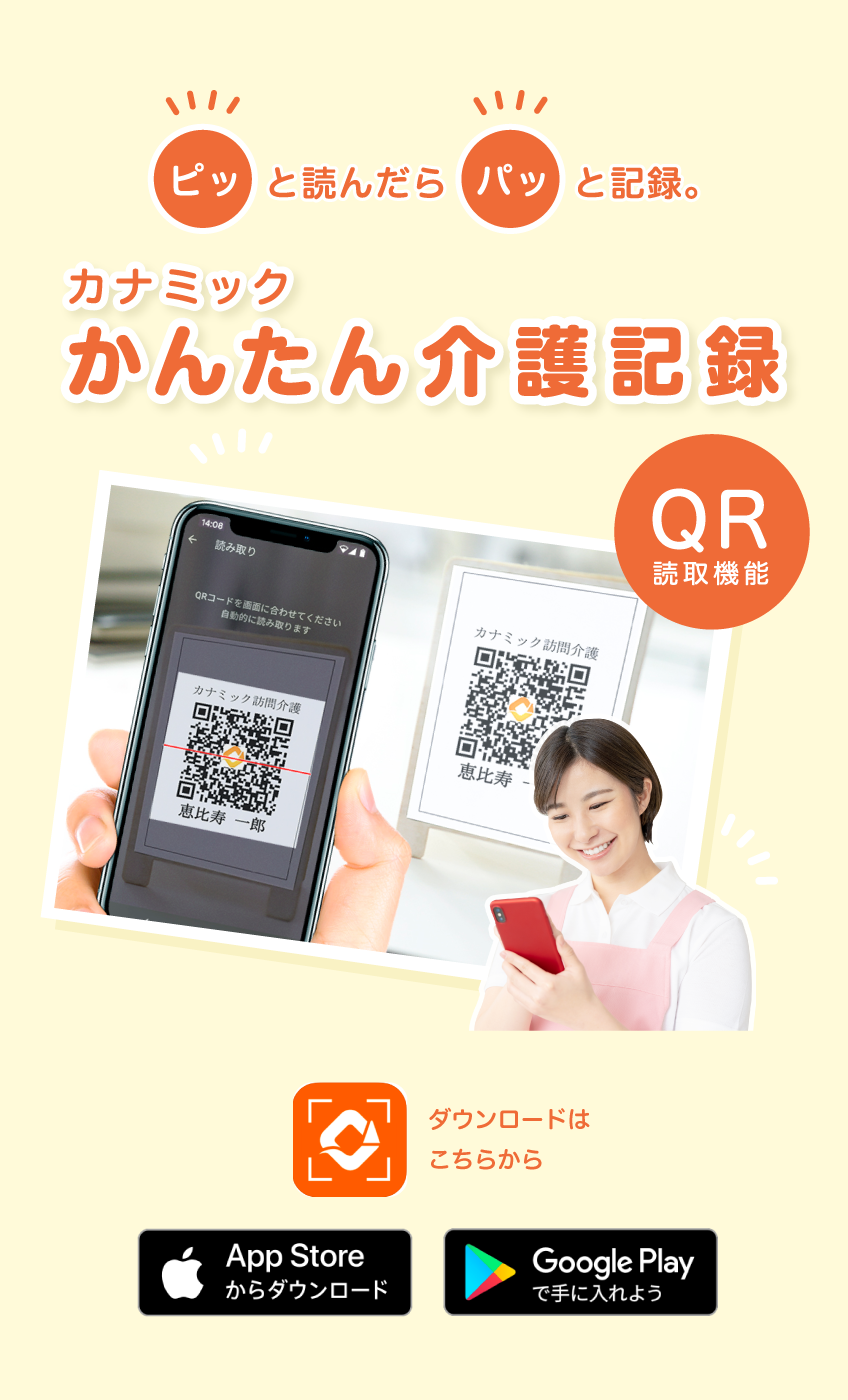 ピッと読んだらパッと記録。
カナミック
かんたん介護記録
QR
読取機能
14:08
読み取り
QRコードを画面に合わせてください
自動的に読み取ります
カナミック訪問介護
恵比寿 一郎
カナミック訪問介護
恵比寿 一
ダウンロードは
こちらから
App Store
からダウンロード
Google Play
で手に入れよう